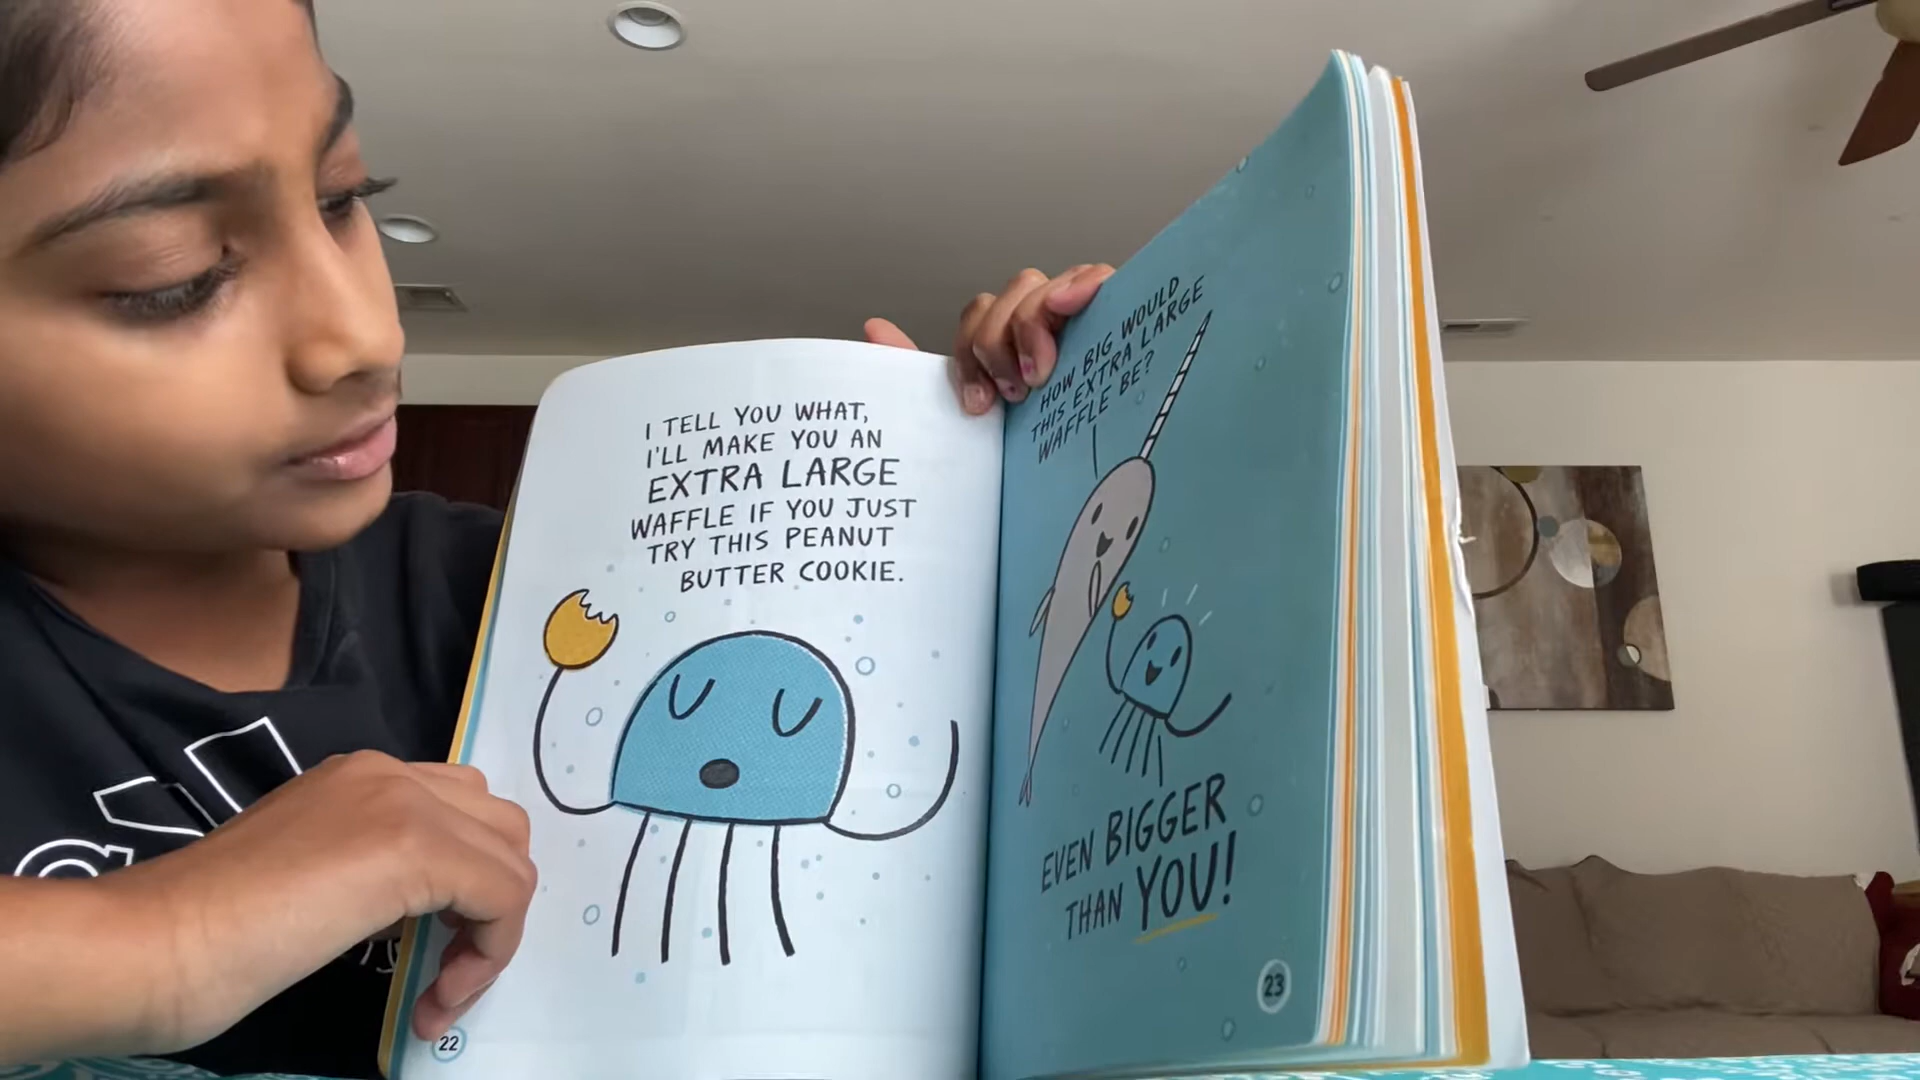 I TELL YOU WHAT,
I'LL MAKE YOU AN
EXTRA LARGE
WAFFLE IF YOU JUST
TRY THIS PEANUT
BUTTER COOKIE.
22
HOW BIG WOULD
THIS EXTRA LARGE
WAFFLE BE?
EVEN BIGGER
THAN YOU!
23